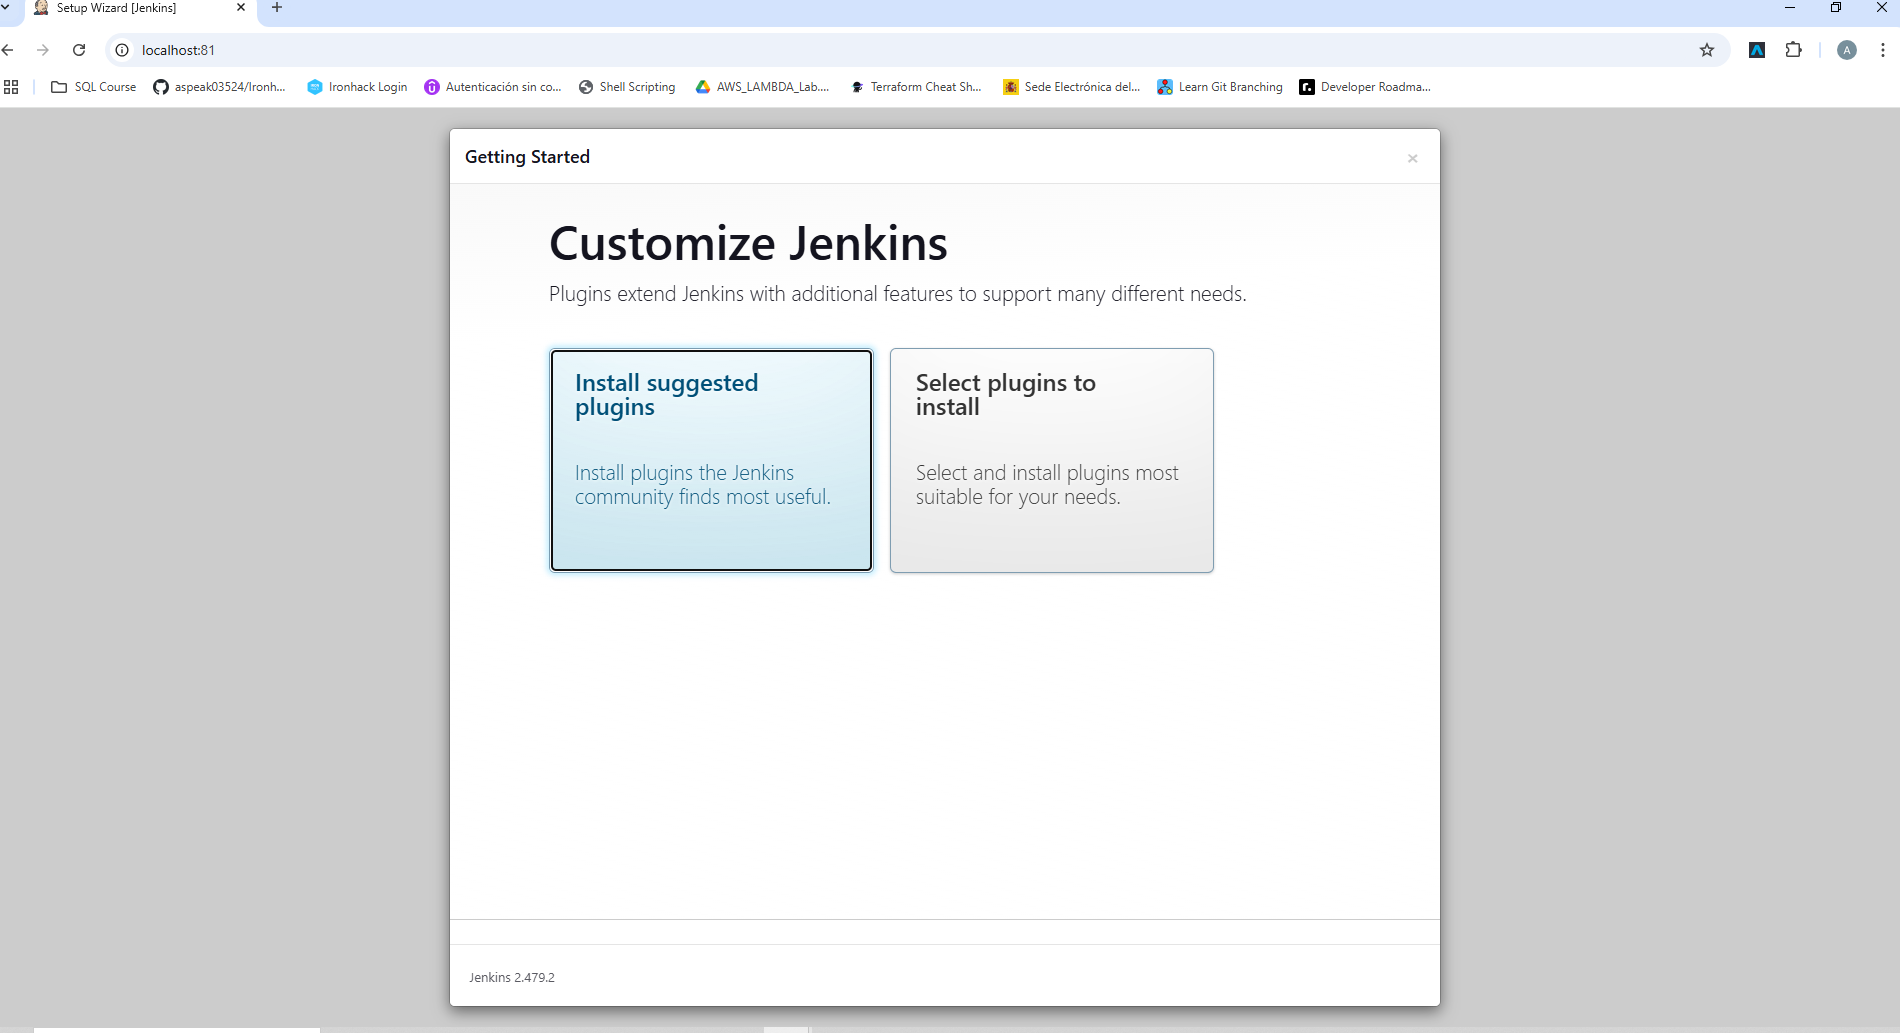 Setup Wizard [Jenkins]
localhost:81
A
SQL Course
aspeak03524/Ironh...
Ironhack Login
Autenticación sin co...
Shell Scripting
AWS_LAMBDA_Lab....
Terraform Cheat Sh...
Sede Electrónica del...
Learn Git Branching
r.
Developer Roadma...
Getting Started
Customize Jenkins
Plugins extend Jenkins with additional features to support many different needs.
Install suggested
plugins
Install plugins the Jenkins
community finds most useful.
Select plugins to
install
Select and install plugins most
suitable for your needs.
Jenkins 2.479.2